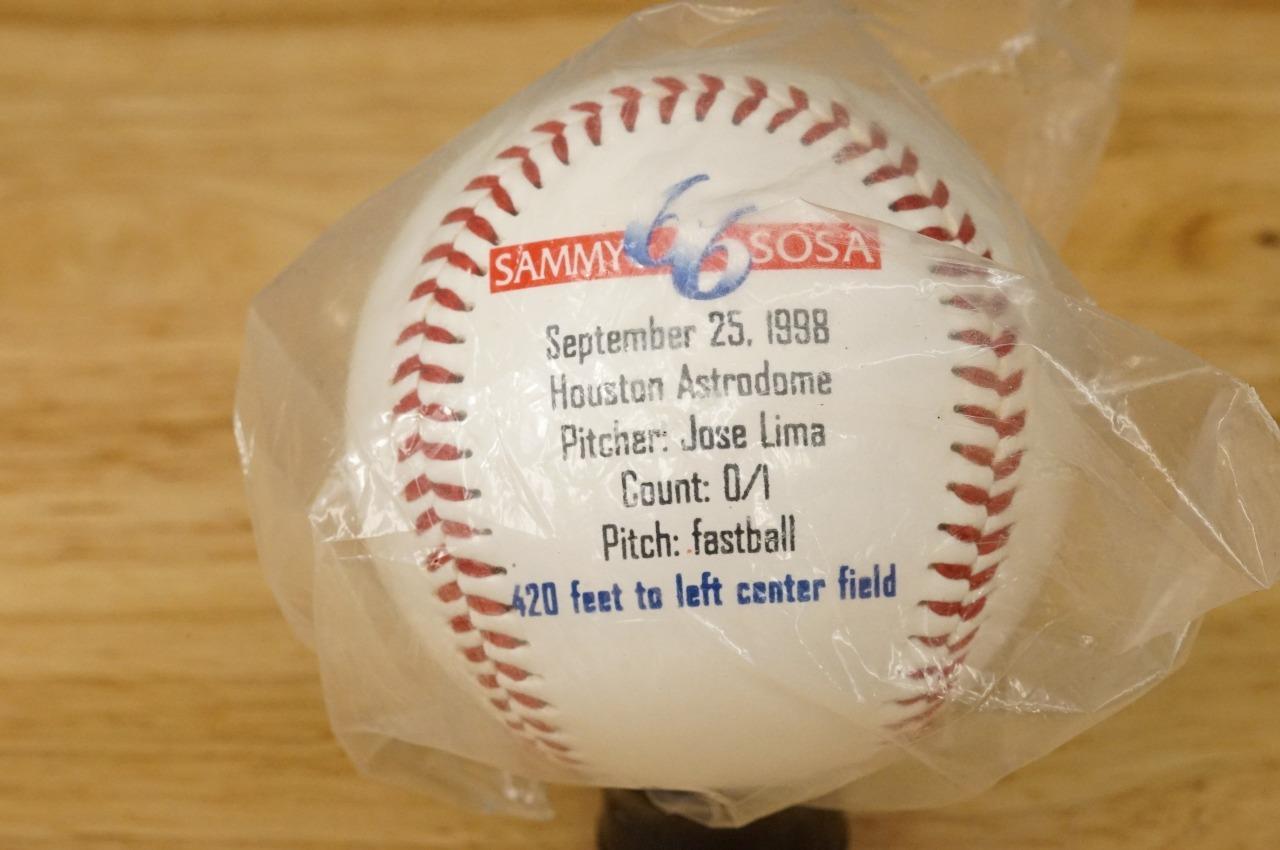 SAMMY 66 SOSA
September 25, 1998
Houston Astrodome
Pitcher: Jose Lima
Count: 0/1
Pitch: fastball
420 feet to left center field